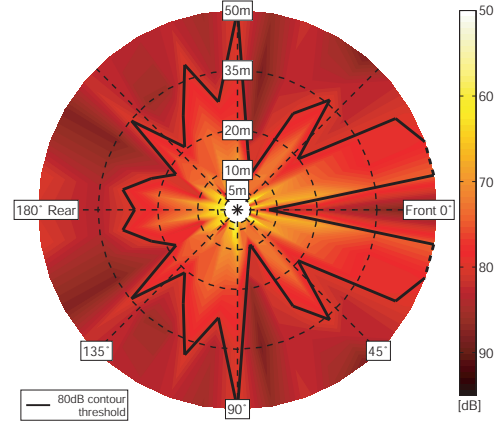 50m
50
35m
60
20m
10m
70
5m
180˚ Rear
Front 0˚
80
135˚
45˚
90
[dB]
80dB contour
threshold
90˚